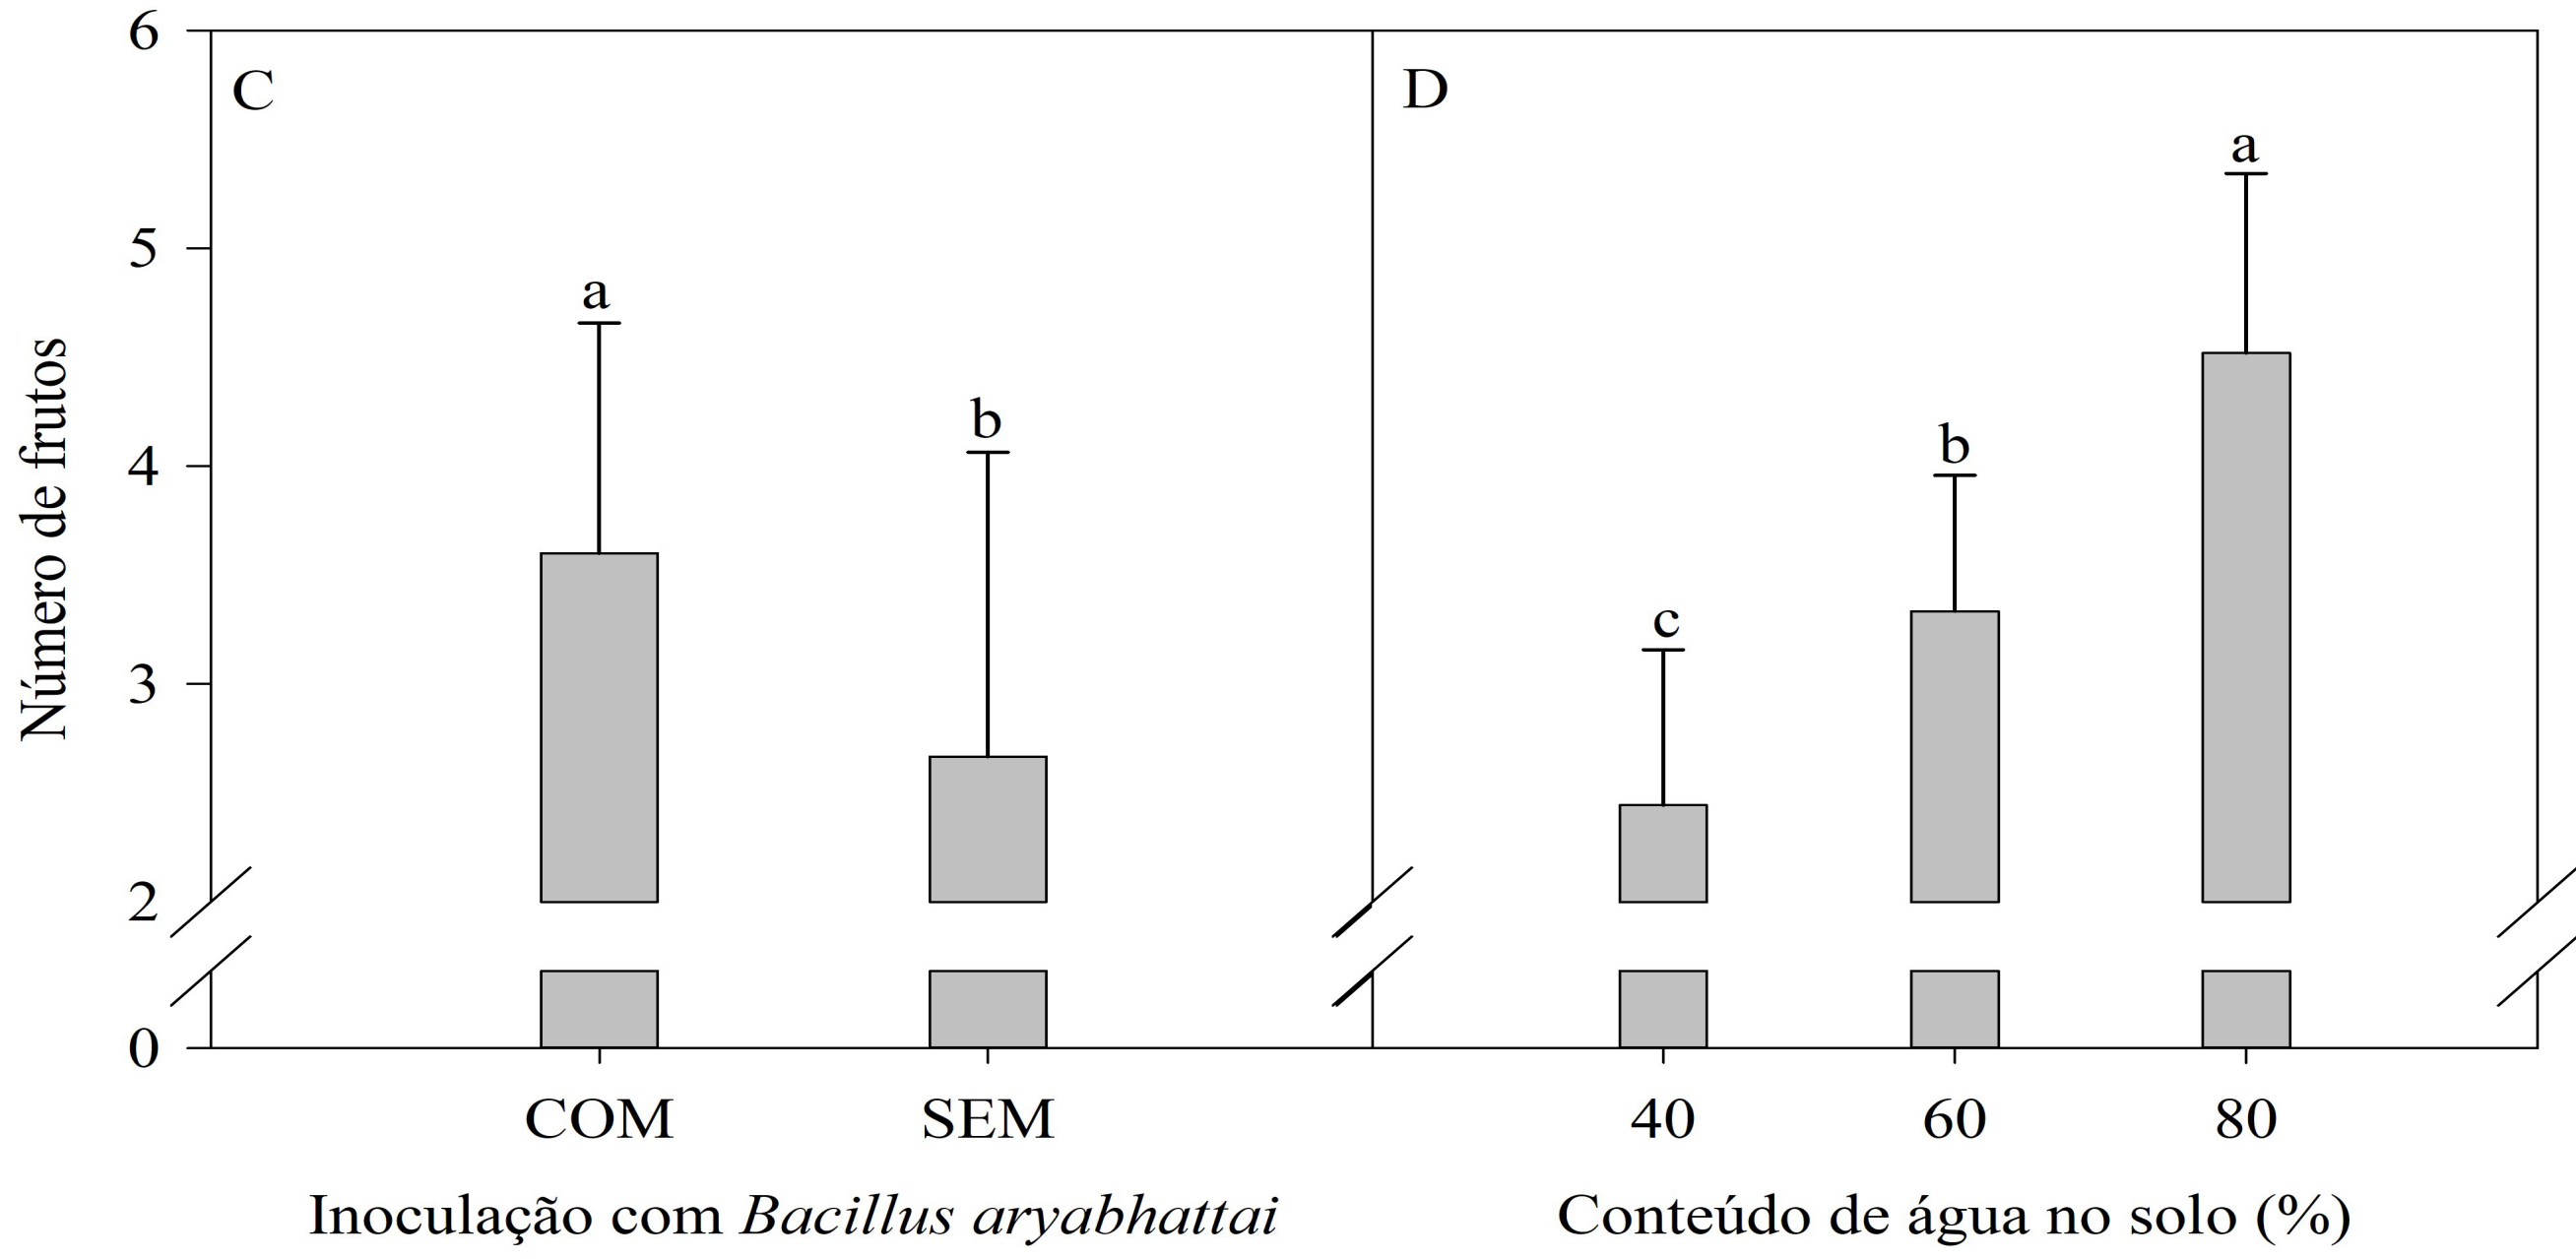 Número de frutos
6
5
4
3
2
0
C
a
b
COM
SEM
Inoculação com Bacillus aryabhattai
D
c
b
a
40
60
80
Conteúdo de água no solo (%)